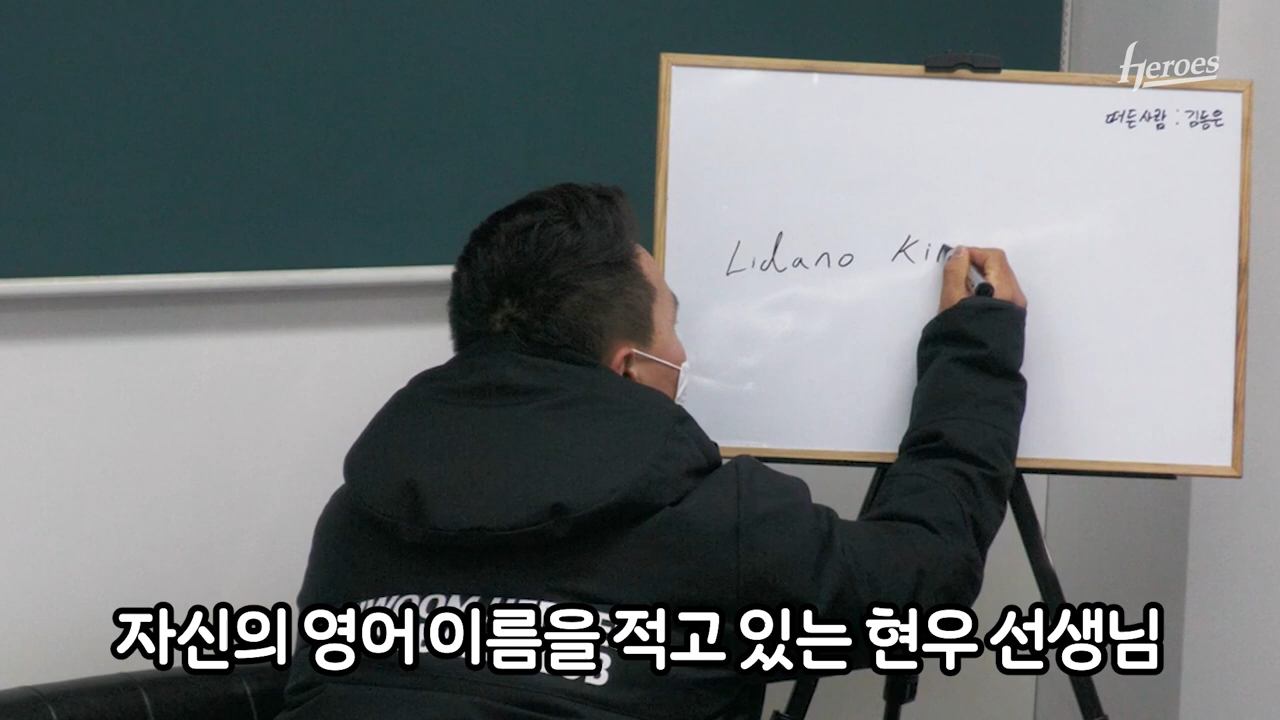 heroes
떠든사람 : 김동은
Lidano Kim
자신의 영어 이름을 적고 있는 현우 선생님